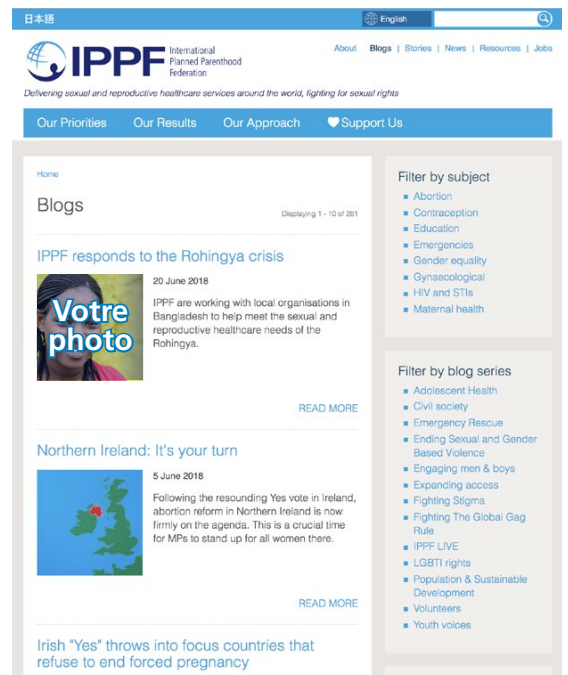 日本語
English
IPPF
International
Planned Parenthood
Federation
About Blogs | Stories | News | Resources | Jobs
Delivering sexual and reproductive healthcare services around the world, fighting for sexual rights
Our Priorities Our Results Our Approach Support Us
Home
Blogs
Displaying 1 - 10 of 281
IPPF responds to the Rohingya crisis
Votre
photo
20 June 2018
IPPF are working with local organisations in
Bangladesh to help meet the sexual and
reproductive healthcare needs of the
Rohingya.
READ MORE
Northern Ireland: It's your turn
5 June 2018
Following the resounding Yes vote in Ireland,
abortion reform in Northern Ireland is now
firmly on the agenda. This is a crucial time
for MPs to stand up for all women there.
READ MORE
Irish "Yes" throws into focus countries that
refuse to end forced pregnancy
Filter by subject
Abortion
Contraception
Education
Emergencies
Gender equality
Gynaecological
HIV and STIs
Maternal health
Filter by blog series
Adolescent Health
Civil society
Emergency Rescue
Ending Sexual and Gender
Based Violence
Engaging men & boys
Expanding access
Fighting Stigma
Fighting The Global Gag
Rule
IPPF LIVE
LGBTI rights
Population & Sustainable
Development
Volunteers
Youth voices